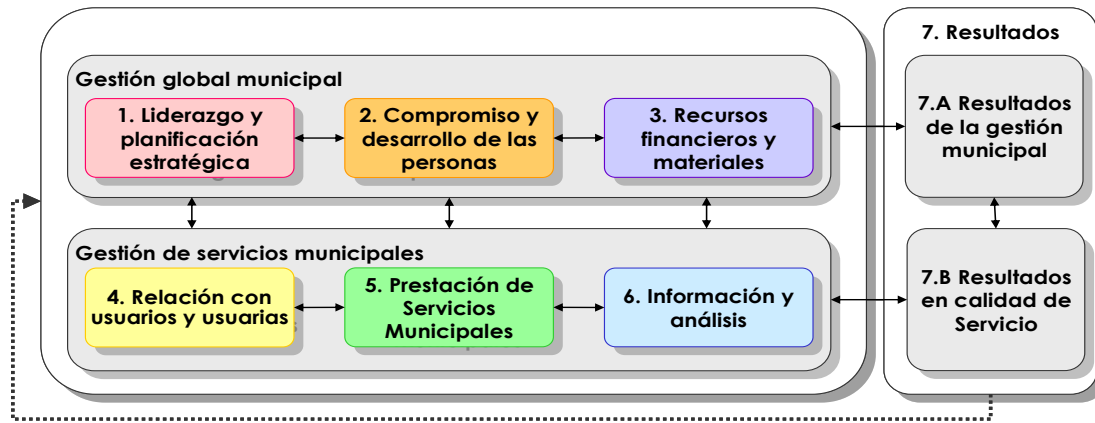 Gestión global municipal
1. Liderazgo y
planificación
estratégica
2. Compromiso y
desarrollo de las
personas
3. Recursos
financieros y
materiales
Gestión de servicios municipales
4. Relación con
usuarios y usuarias
5. Prestación de
Servicios
Municipales
6. Información y
análisis
7. Resultados
7.A Resultados
de la gestión
municipal
7.B Resultados
en calidad de
Servicio